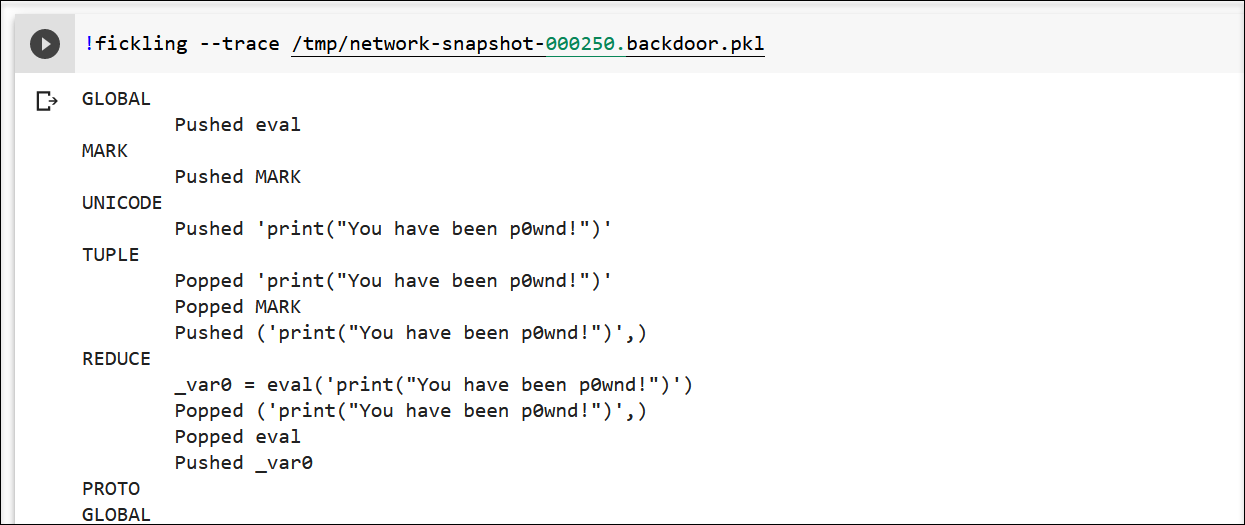 !fickling --trace /tmp/network-snapshot-000250.backdoor.pkl
GLOBAL
Pushed eval
MARK
Pushed MARK
UNICODE
Pushed 'print("You have been p0wnd!")'
TUPLE
Popped 'print("You have been p0wnd!")'
Popped MARK
Pushed ('print("You have been p0wnd!")',)
REDUCE
_var0 = eval('print("You have been p0wnd!")')
Popped ('print("You have been p0wnd!")',)
Popped eval
Pushed _var0
PROTO
GLOBAL